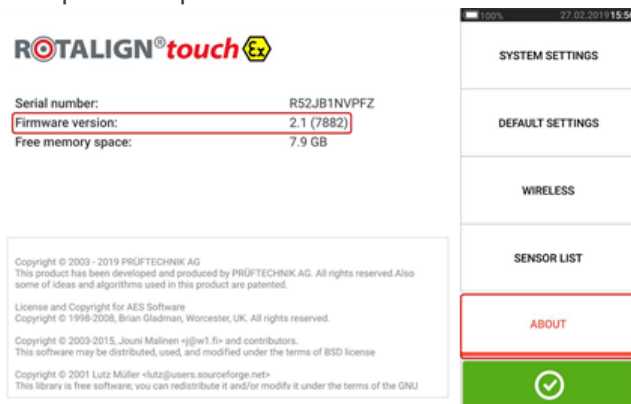 ROTALIGN® touch Ex
Serial number: R52JB1NVPFZ
Firmware version: 2.1 (7882)
Free memory space: 7.9 GB
Copyright © 2003 - 2019 PRÜFTECHNIK AG
This product has been developed and produced by PRÜFTECHNIK AG. All rights reserved.Also
some of ideas and algorithms used in this product are patented.
License and Copyright for AES Software
Copyright © 1998-2008, Brian Gladman, Worcester, UK. All rights reserved.
Copyright © 2003-2015, Jouni Malinen <j@w1.fi> and contributors.
This software may be distributed, used, and modified under the terms of BSD license
Copyright © 2001 Lutz Müller <lutz@users.sourceforge.net>
This library is free software; you can redistribute it and/or modify it under the terms of the GNU
100% 27.02.2019 15:50
SYSTEM SETTINGS
DEFAULT SETTINGS
WIRELESS
SENSOR LIST
ABOUT